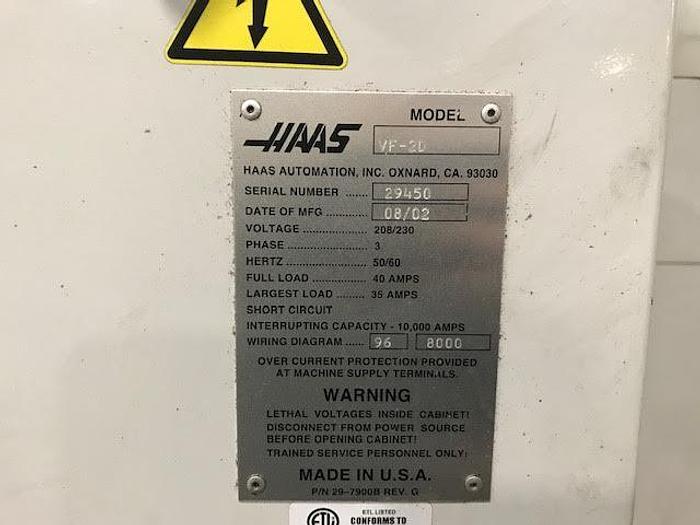 MODEL
HAAS VF-2D
HAAS AUTOMATION, INC. OXNARD, CA. 93030
SERIAL NUMBER ...... 29450
DATE OF MFG ................. 08/02
VOLTAGE ........................ 208/230
PHASE .............................. 3
HERTZ .............................. 50/60
FULL LOAD ..................... 40 AMPS
LARGEST LOAD ......... 35 AMPS
SHORT CIRCUIT
INTERRUPTING CAPACITY - 10,000 AMPS
WIRING DIAGRAM ...... 96 8000
OVER CURRENT PROTECTION PROVIDED
AT MACHINE SUPPLY TERMINALS.
WARNING
LETHAL VOLTAGES INSIDE CABINET!
DISCONNECT FROM POWER SOURCE
BEFORE OPENING CABINET!
TRAINED SERVICE PERSONNEL ONLY!
MADE IN U.S.A.
P/N 29-7900B REV. G
ETL LISTED
CONFORMS TO